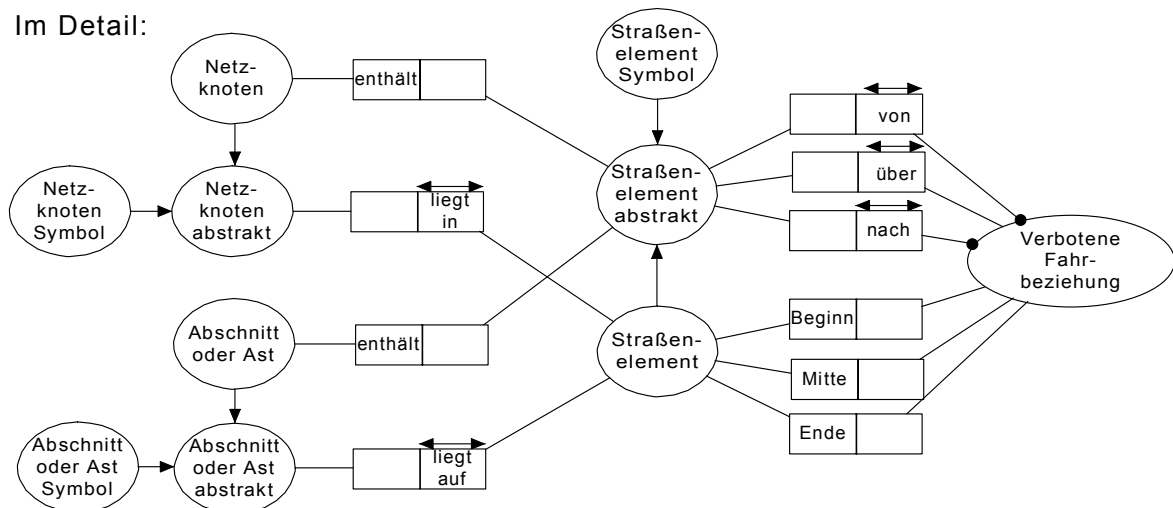 Im Detail:
Netz-
knoten
enthält
Straßen-
element
Symbol
von
Netz-
knoten
Symbol
Netz-
knoten
abstrakt
liegt
in
Straßen-
element
abstrakt
über
nach
Verbotene
Fahr-
beziehung
Abschnitt
oder Ast
enthält
Straßen-
element
Beginn
Mitte
Ende
Abschnitt
oder Ast
Symbol
Abschnitt
oder Ast
abstrakt
liegt
auf